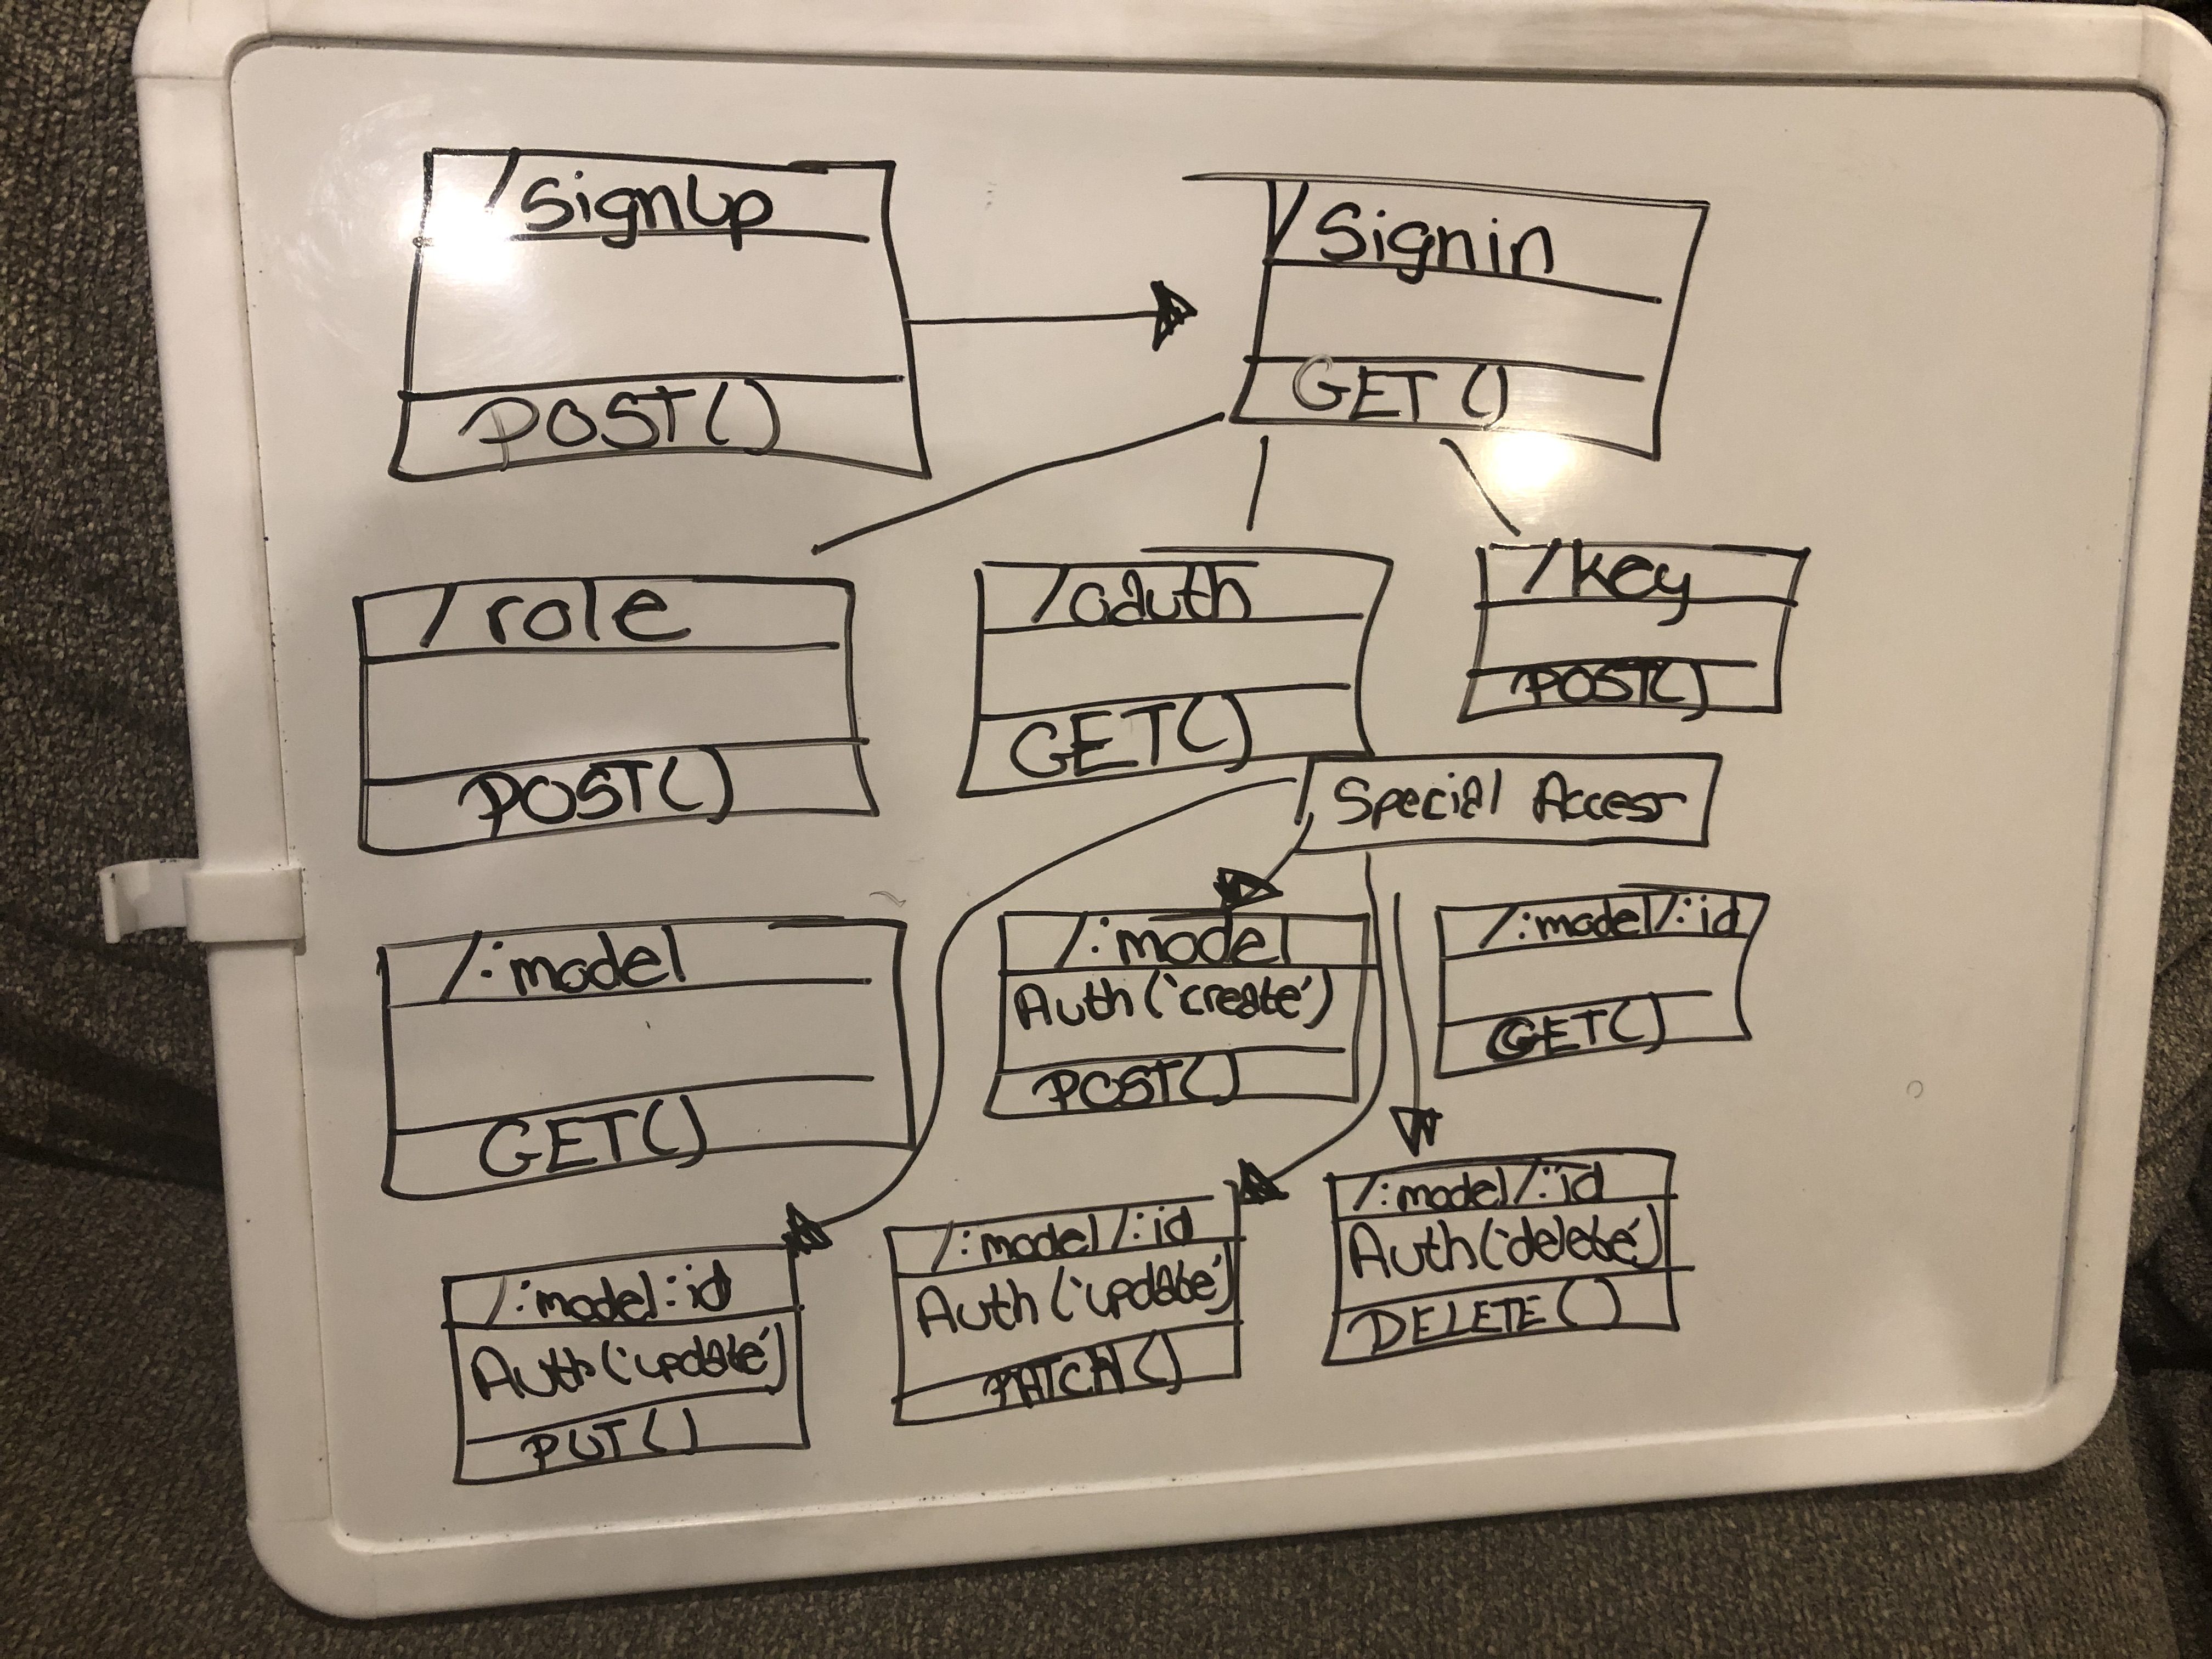 /SignUp
POST()
/Signin
GET()
/role
POST()
/oauth
GET()
/key
POST()
Special Access
/:model
GET()
/:model
Auth('create')
POST()
/:model/:id
GET()
/:model:id
Auth('update')
PUT()
/:model/:id
Auth('update')
PATCH()
/:model/:id
Auth('delete')
DELETE()